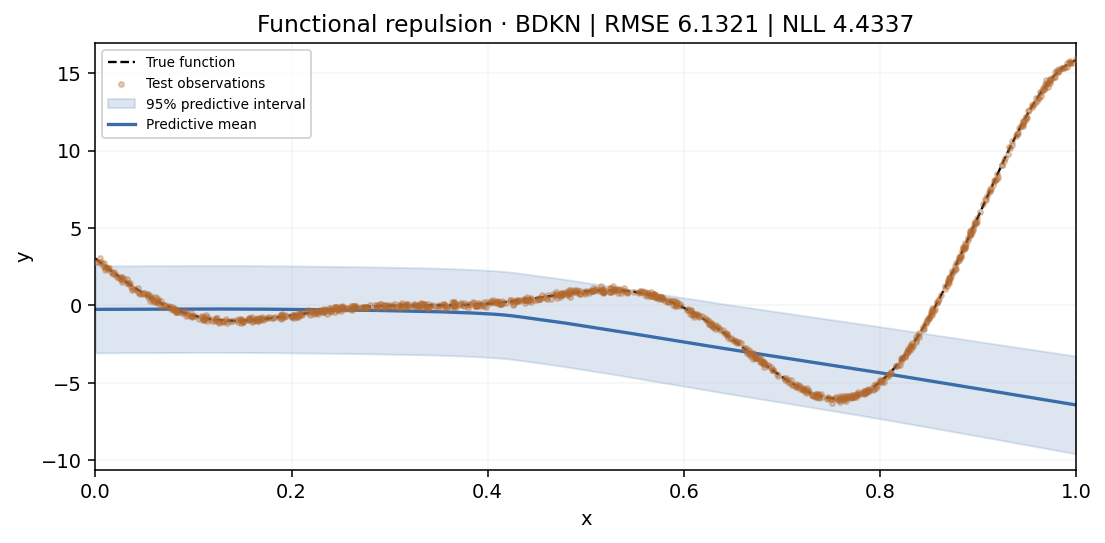 Functional repulsion · BDKN | RMSE 6.1321 | NLL 4.4337
True function
Test observations
95% predictive interval
Predictive mean
15
10
5
0
−5
−10
y
0.0 0.2 0.4 0.6 0.8 1.0
x